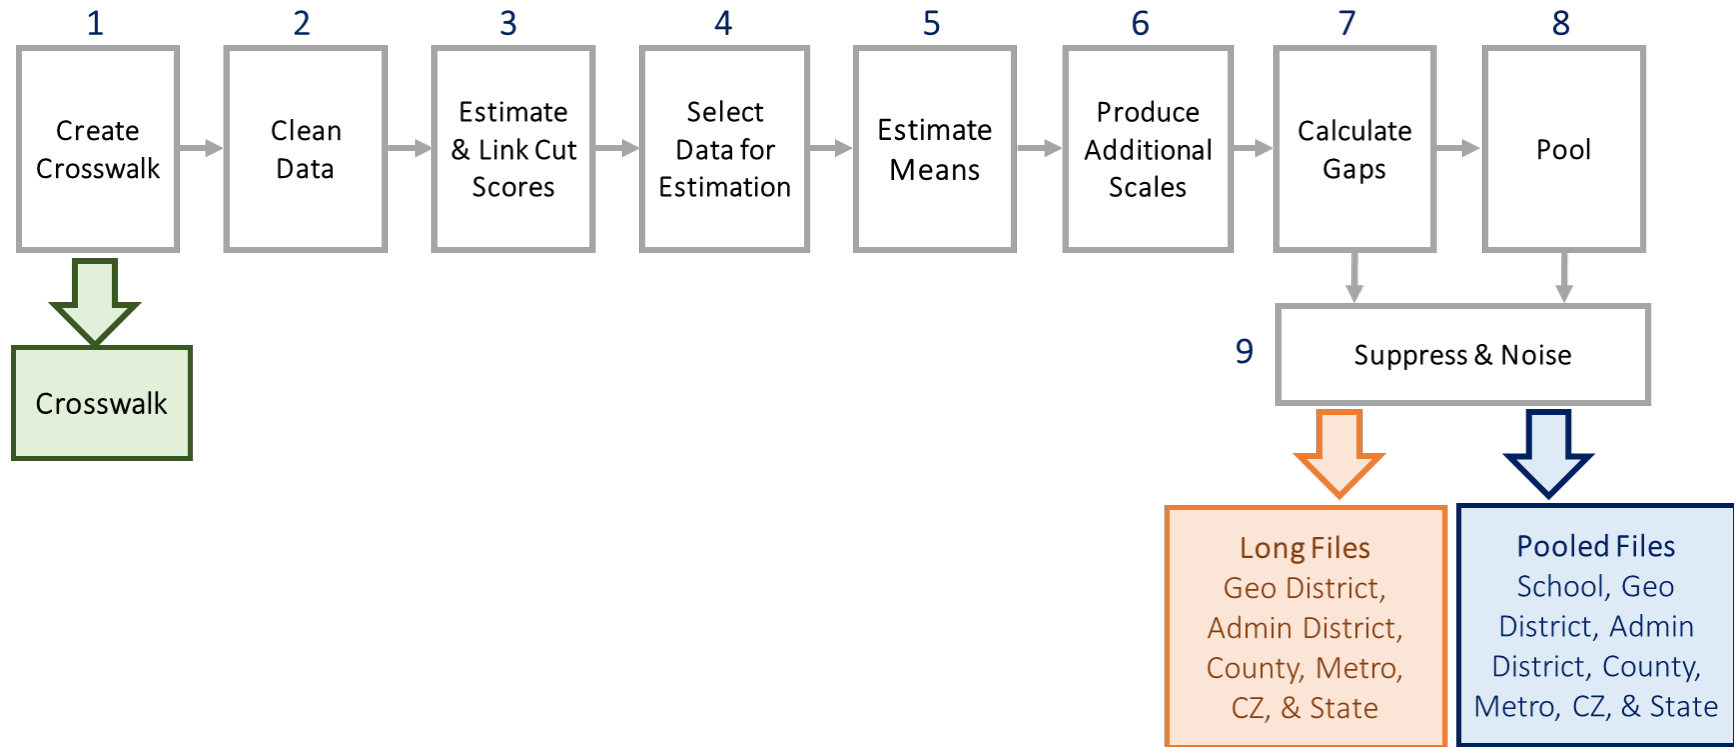 1
2
3
4
5
6
7
8
Create
Crosswalk
Clean
Data
Estimate
& Link Cut
Scores
Select
Data for
Estimation
Estimate
Means
Produce
Additional
Scales
Calculate
Gaps
Pool
9
Suppress & Noise
Crosswalk
Long Files
Geo District,
Admin District,
County, Metro,
CZ, & State
Pooled Files
School, Geo
District, Admin
District, County,
Metro, CZ, & State